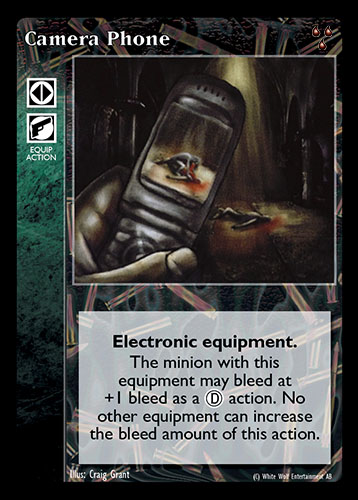 Camera Phone
EQUIP
ACTION
Electronic equipment.
The minion with this
equipment may bleed at
+1 bleed as a Ⓓ action. No
other equipment can increase
the bleed amount of this action.
Illus: Craig Grant
(C) White Wolf Entertainment AB